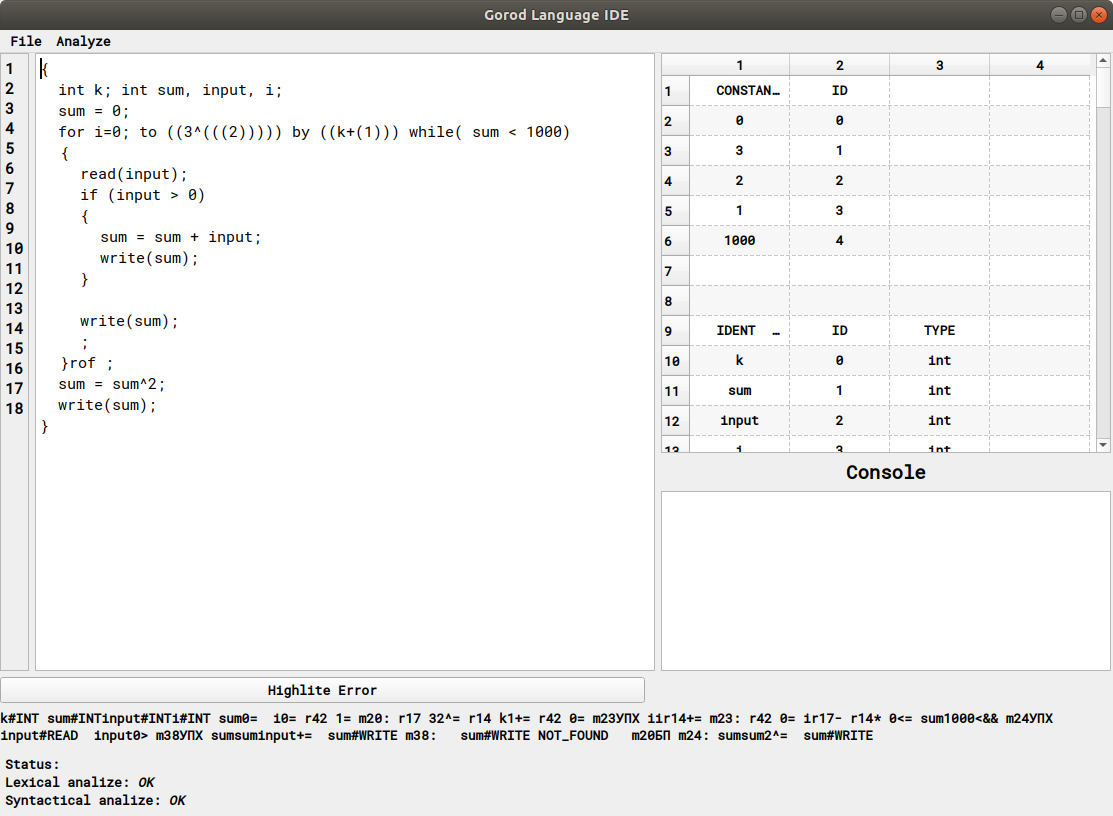 Gorod Language IDE
File Analyze
1
2
3
4
5
6
7
8
9
10
11
12
13
14
15
16
17
18
{
int k; int sum, input, i;
sum = 0;
for i=0; to ((3^(((2))))) by ((k+(1))) while( sum < 1000)
{
read(input);
if (input > 0)
{
sum = sum + input;
write(sum);
}
write(sum);
;
}rof ;
sum = sum^2;
write(sum);
}
1 2 3 4
1 CONSTAN… ID
2 0 0
3 3 1
4 2 2
5 1 3
6 1000 4
7
8
9 IDENT … ID TYPE
10 k 0 int
11 sum 1 int
12 input 2 int
13 i 3 int
Console
Highlite Error
k#INT sum#INTinput#INTi#INT sum0= i0= r42 1= m20: r17 32^= r14 k1+= r42 0= m23УПХ iir14+= m23: r42 0= ir17- r14* 0<= sum1000<&& m24УПХ
input#READ input0> m38УПХ sumsuminput+= sum#WRITE m38: sum#WRITE NOT_FOUND m20БП m24: sumsum2^= sum#WRITE
Status:
Lexical analize: OK
Syntactical analize: OK